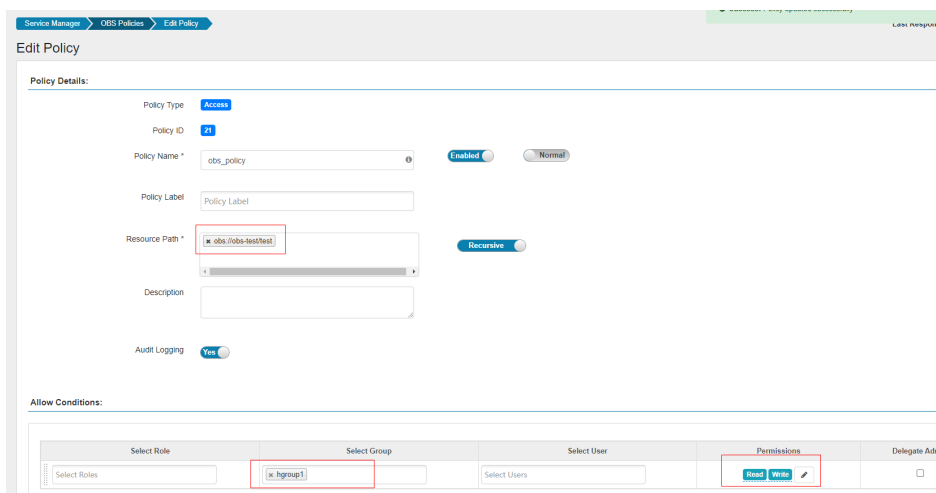 Service Manager OBS Policies Edit Policy
Last Respon
Edit Policy
Policy Details:
Policy Type Access
Policy ID 21
Policy Name * obs_policy Enabled Normal
Policy Label Policy Label
Resource Path * obs://obs-test/test Recursive
Description
Audit Logging Yes
Allow Conditions:
Select Role Select Group Select User Permissions Delegate Adm
Select Roles hgroup1 Select Users Read Write